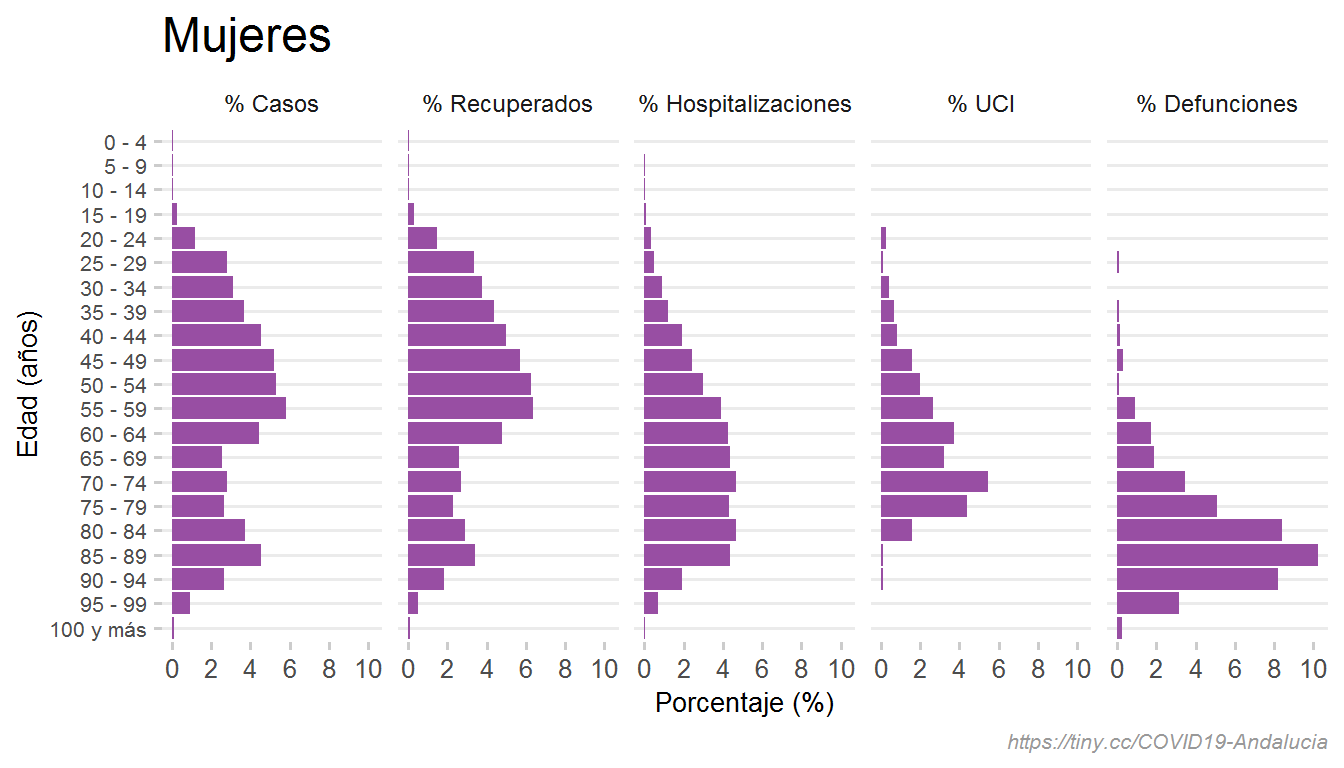 Mujeres
% Casos % Recuperados % Hospitalizaciones % UCI % Defunciones
Edad (años)
0 - 4
5 - 9
10 - 14
15 - 19
20 - 24
25 - 29
30 - 34
35 - 39
40 - 44
45 - 49
50 - 54
55 - 59
60 - 64
65 - 69
70 - 74
75 - 79
80 - 84
85 - 89
90 - 94
95 - 99
100 y más
0 2 4 6 8 10 0 2 4 6 8 10 0 2 4 6 8 10 0 2 4 6 8 10 0 2 4 6 8 10
Porcentaje (%)
https://tiny.cc/COVID19-Andalucia